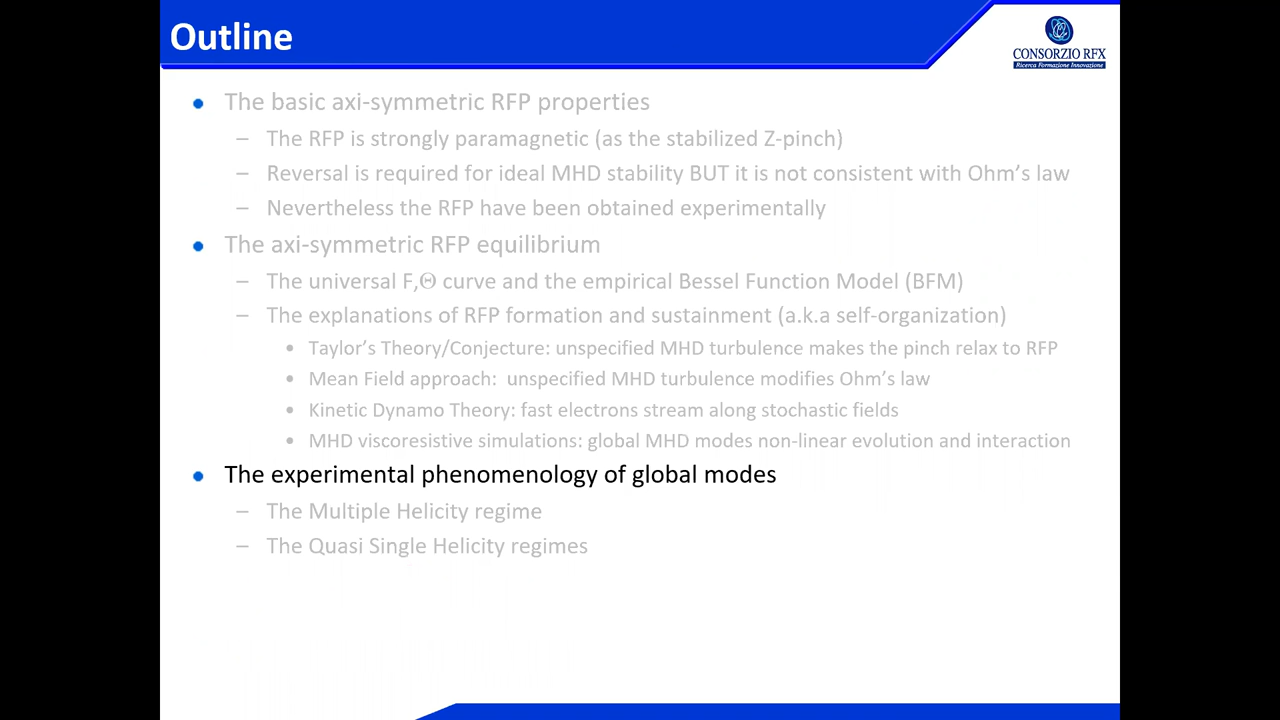 Outline
CONSORZIO RFX
Ricerca Formazione Innovazione
• The basic axi-symmetric RFP properties
– The RFP is strongly paramagnetic (as the stabilized Z-pinch)
– Reversal is required for ideal MHD stability BUT it is not consistent with Ohm's law
– Nevertheless the RFP have been obtained experimentally
• The axi-symmetric RFP equilibrium
– The universal F,Θ curve and the empirical Bessel Function Model (BFM)
– The explanations of RFP formation and sustainment (a.k.a self-organization)
• Taylor's Theory/Conjecture: unspecified MHD turbulence makes the pinch relax to RFP
• Mean Field approach: unspecified MHD turbulence modifies Ohm's law
• Kinetic Dynamo Theory: fast electrons stream along stochastic fields
• MHD viscoresistive simulations: global MHD modes non-linear evolution and interaction
• The experimental phenomenology of global modes
– The Multiple Helicity regime
– The Quasi Single Helicity regimes